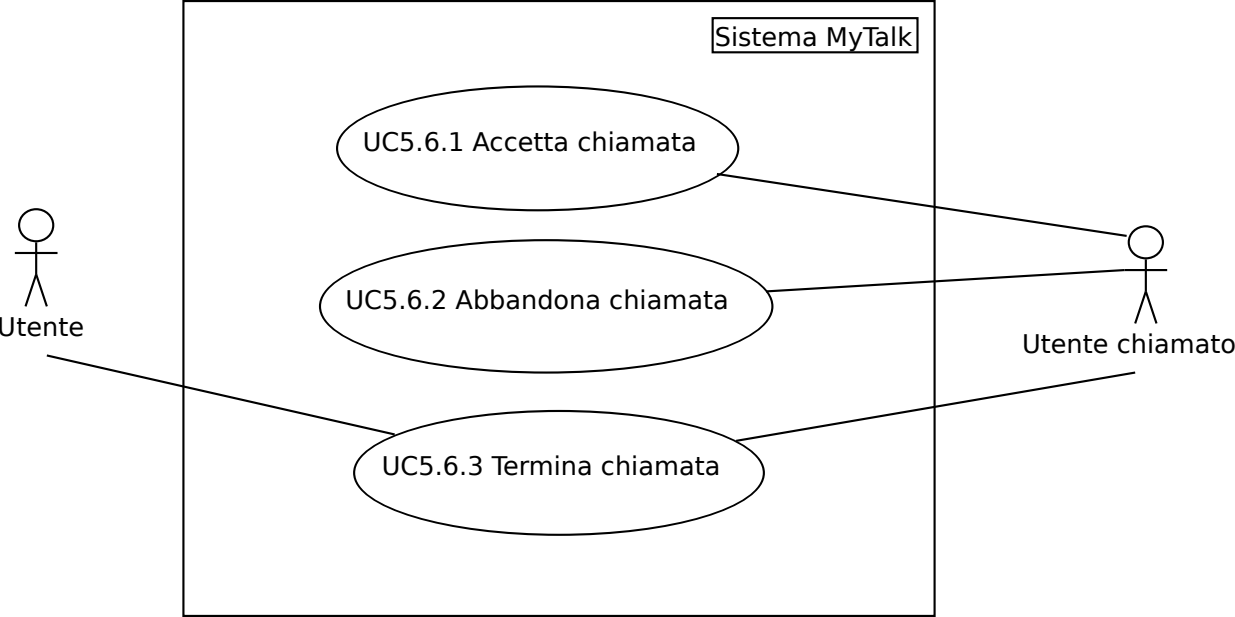 Sistema MyTalk
UC5.6.1 Accetta chiamata
UC5.6.2 Abbandona chiamata
Utente
Utente chiamato
UC5.6.3 Termina chiamata